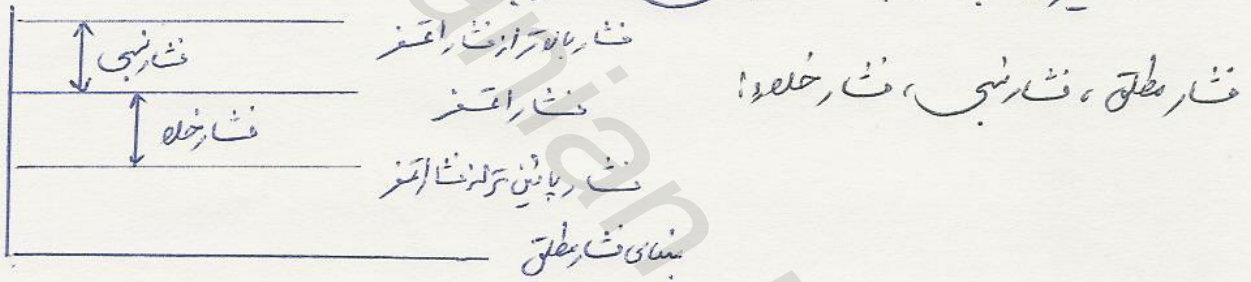 فشار مطلق، فشار نسبی، فشار خلاء:
فشار بالاتر از فشار اتمسفر
فشار نسبی
فشار اتمسفر
فشار خلاء
فشار پائین تر از فشار اتمسفر
مبنای فشار مطلق